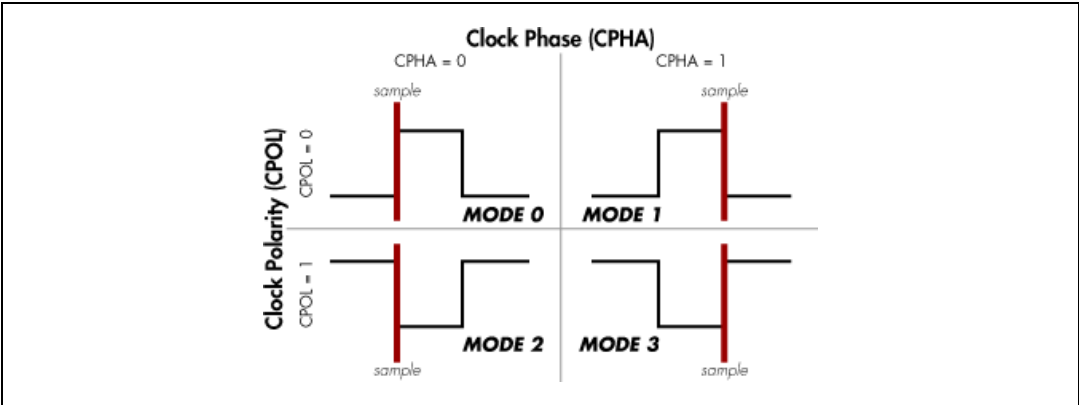 Clock Phase (CPHA)
CPHA = 0
CPHA = 1
sample
sample
Clock Polarity (CPOL)
CPOL = 0
MODE 0
MODE 1
CPOL = 1
MODE 2
MODE 3
sample
sample